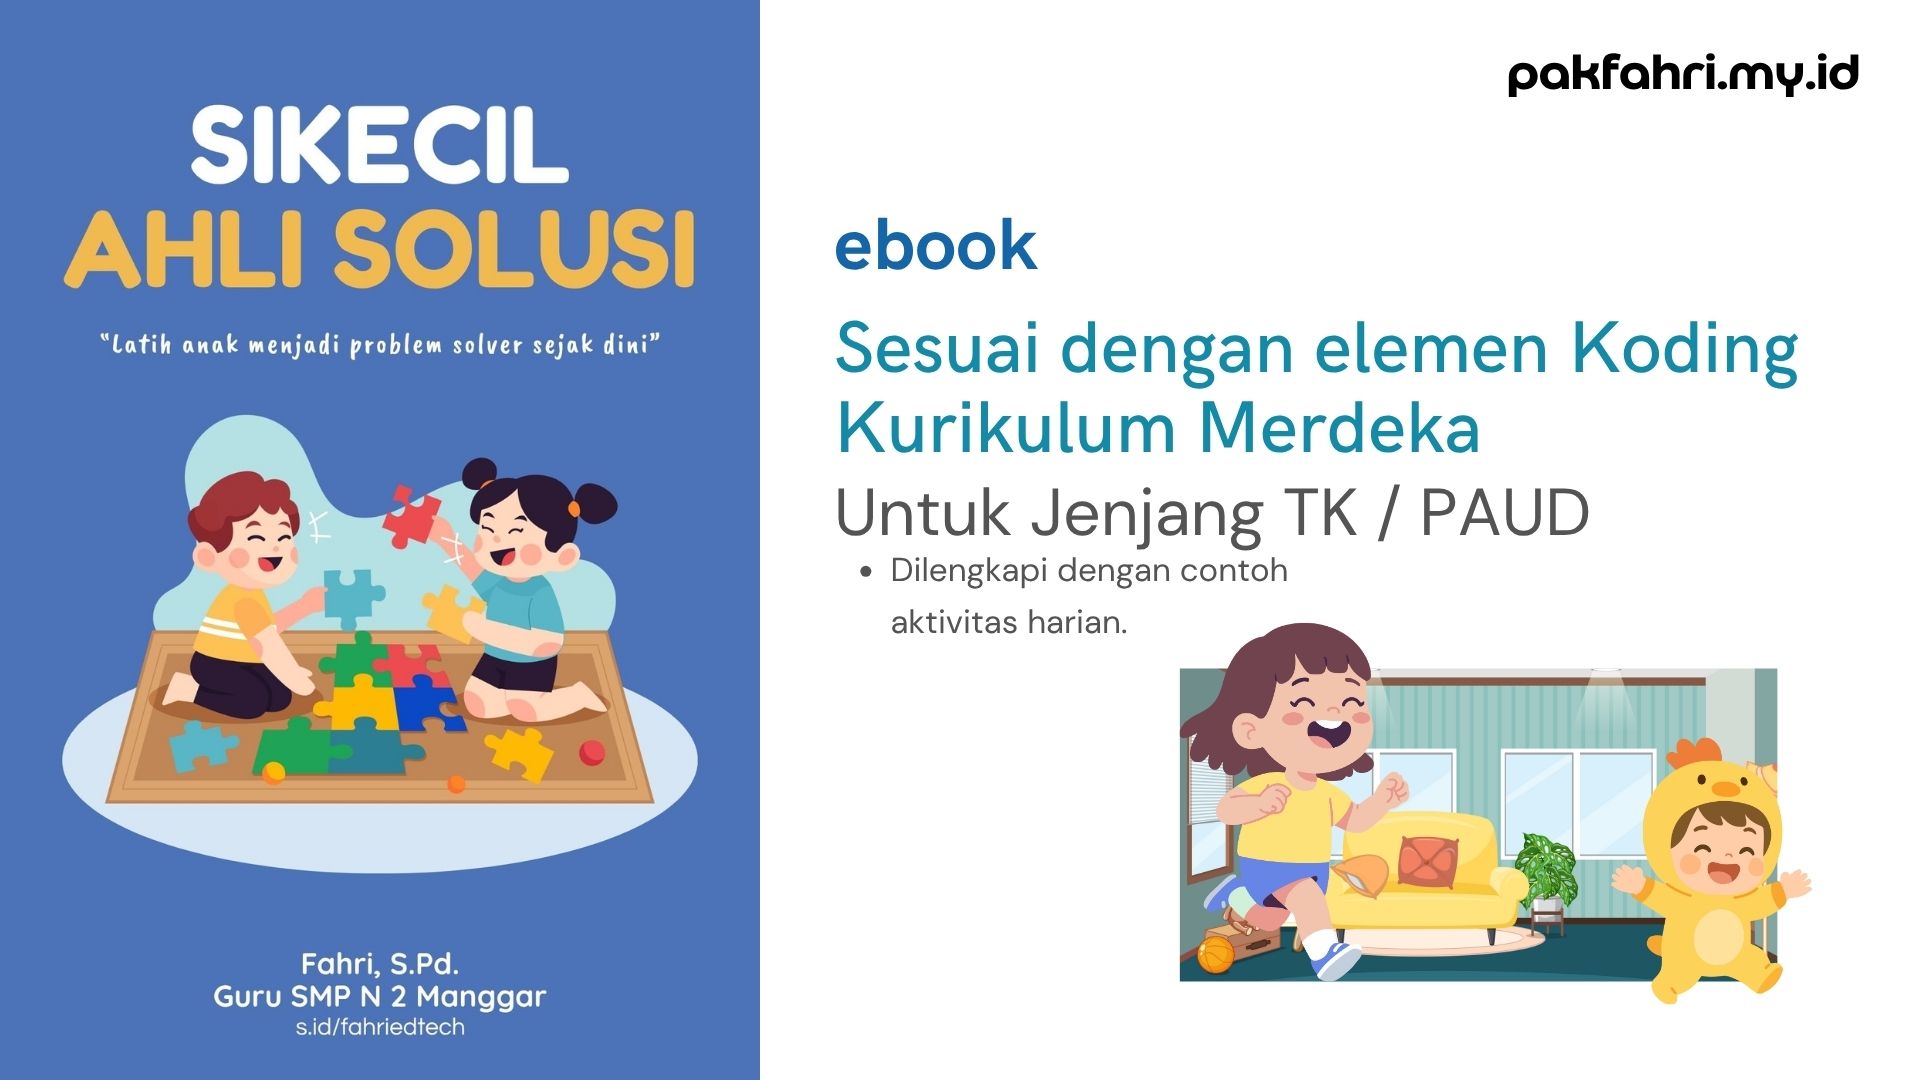 SIKECIL
AHLI SOLUSI
"Latih anak menjadi problem solver sejak dini"
Fahri, S.Pd.
Guru SMP N 2 Manggar
s.id/fahriedtech
pakfahri.my.id
ebook
Sesuai dengan elemen Koding
Kurikulum Merdeka
Untuk Jenjang TK / PAUD
• Dilengkapi dengan contoh
aktivitas harian.